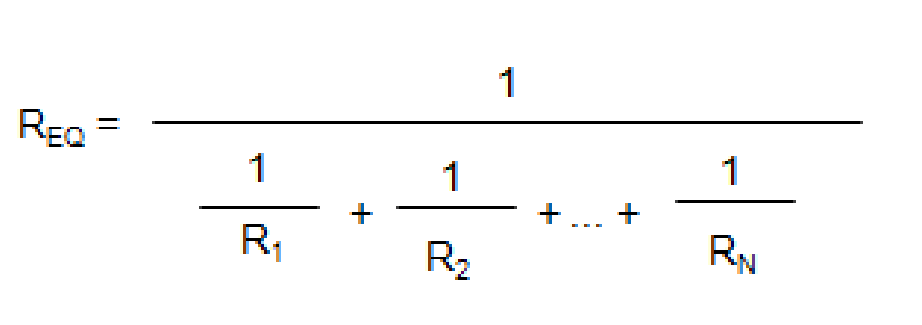 1
R_EQ =
1 1 1
+ + ... +
R_1 R_2 R_N